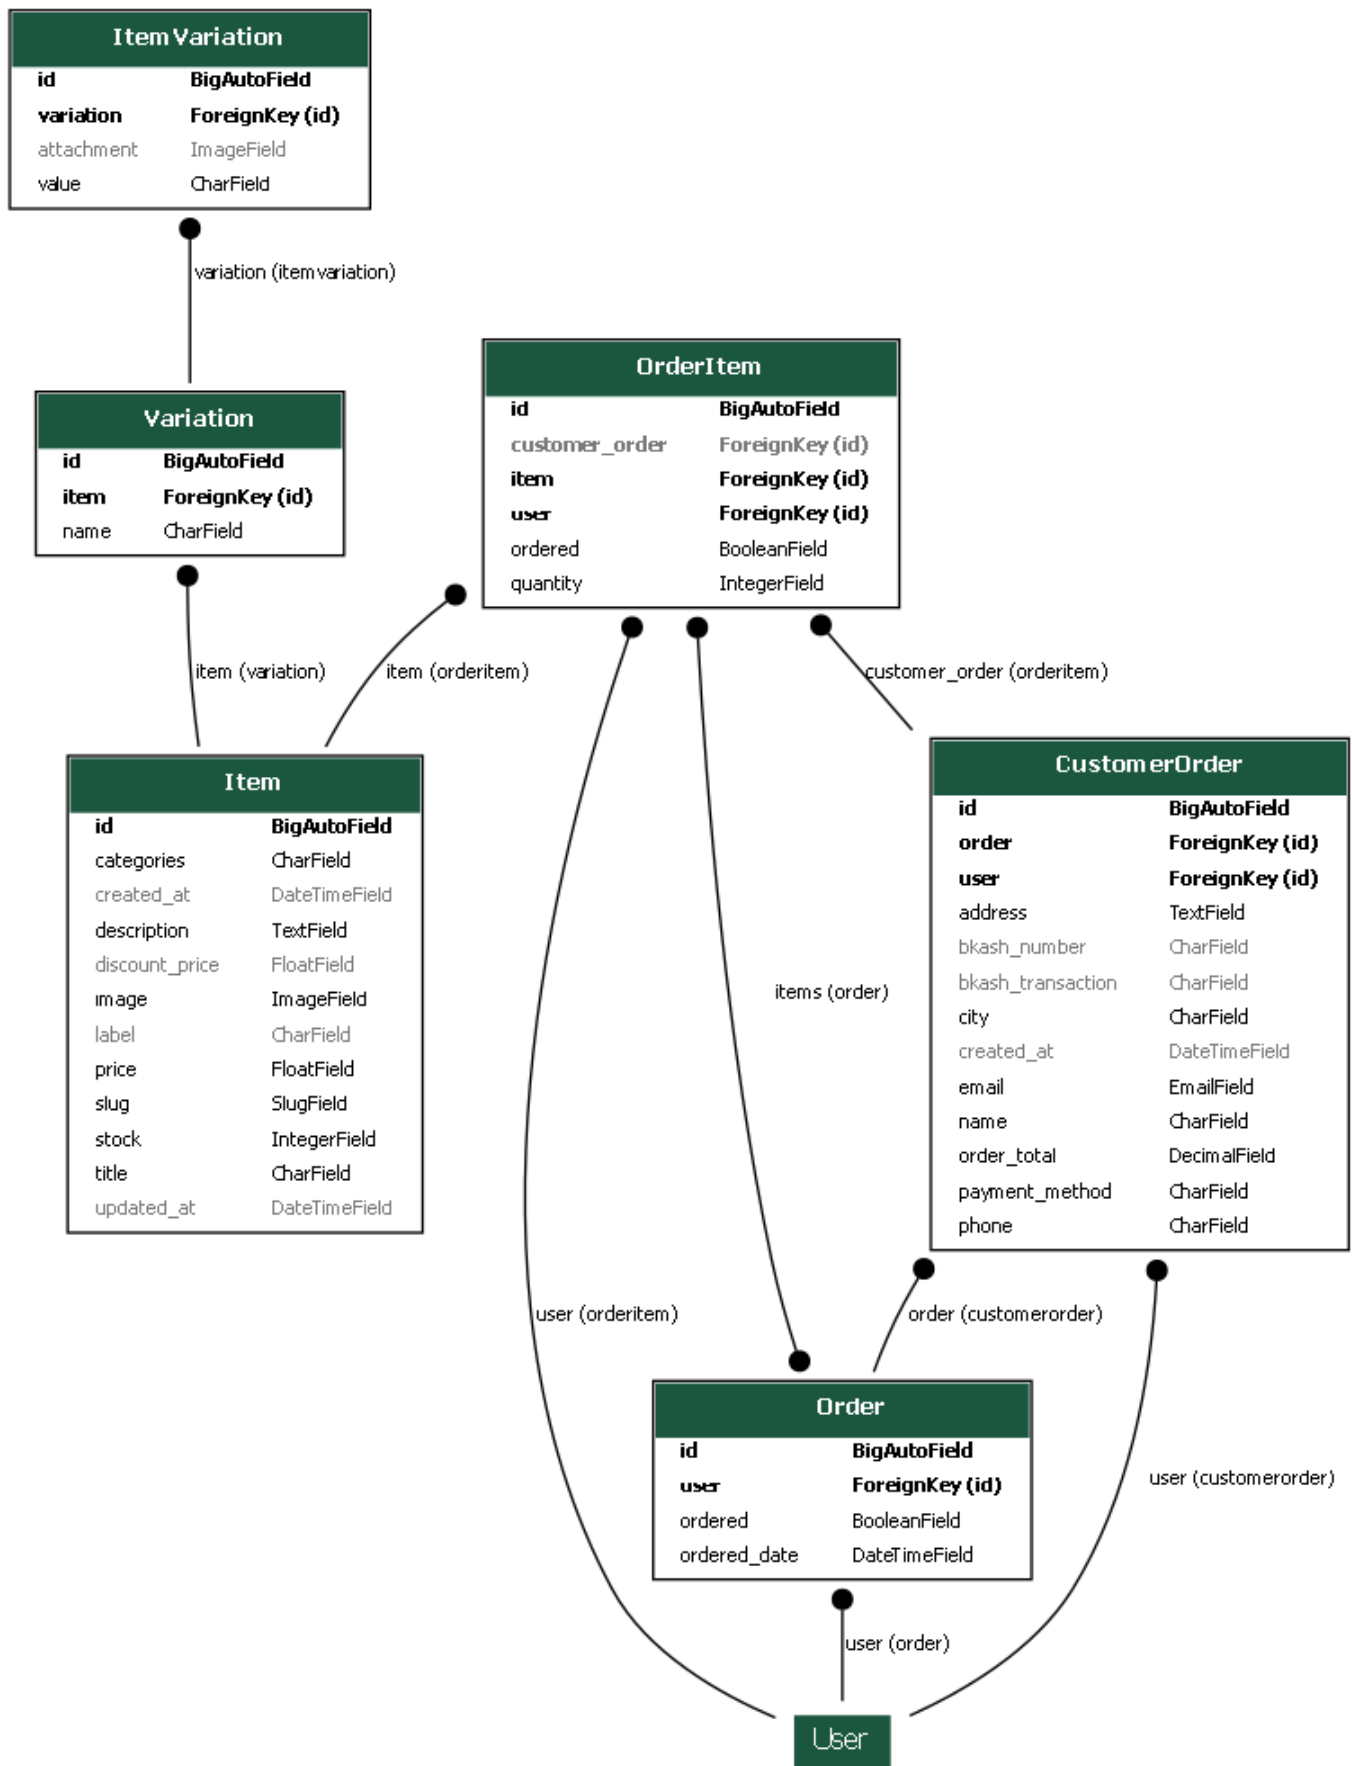 ItemVariation
id BigAutoField
variation ForeignKey (id)
attachment ImageField
value CharField
variation (itemvariation)
Variation
id BigAutoField
item ForeignKey (id)
name CharField
OrderItem
id BigAutoField
customer_order ForeignKey (id)
item ForeignKey (id)
user ForeignKey (id)
ordered BooleanField
quantity IntegerField
item (variation)
item (orderitem)
customer_order (orderitem)
Item
id BigAutoField
categories CharField
created_at DateTimeField
description TextField
discount_price FloatField
image ImageField
label CharField
price FloatField
slug SlugField
stock IntegerField
title CharField
updated_at DateTimeField
CustomerOrder
id BigAutoField
order ForeignKey (id)
user ForeignKey (id)
address TextField
bkash_number CharField
bkash_transaction CharField
city CharField
created_at DateTimeField
email EmailField
name CharField
order_total DecimalField
payment_method CharField
phone CharField
items (order)
user (orderitem)
order (customerorder)
Order
id BigAutoField
user ForeignKey (id)
ordered BooleanField
ordered_date DateTimeField
user (customerorder)
user (order)
User